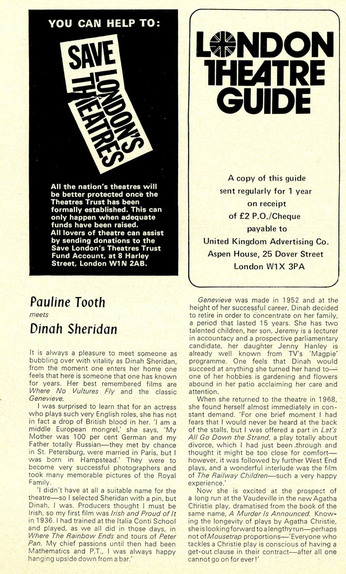 YOU CAN HELP TO:
SAVE
LONDON'S
THEATRES
All the nation's theatres will
be better protected once the
Theatres Trust has been
formally established. This can
only happen when adequate
funds have been raised.
All lovers of theatre can assist
by sending donations to the
Save London's Theatres Trust
Fund Account, at 8 Harley
Street, London W1N 2AB.
LONDON
THEATRE
GUIDE
A copy of this guide
sent regularly for 1 year
on receipt
of £2 P.O./Cheque
payable to
United Kingdom Advertising Co.
Aspen House, 25 Dover Street
London W1X 3PA
Pauline Tooth
meets
Dinah Sheridan
It is always a pleasure to meet someone as
bubbling over with vitality as Dinah Sheridan,
from the moment one enters her home one
feels that here is someone that one has known
for years. Her best remembered films are
Where No Vultures Fly and the classic
Genevieve.
I was surprised to learn that for an actress
who plays such very English roles, she has not
in fact a drop of British blood in her. 'I am a
middle European mongrel,' she says, 'My
Mother was 100 per cent German and my
Father totally Russian—they met by chance
in St. Petersburg, were married in Paris, but I
was born in Hampstead.' They were to
become very successful photographers and
took many memorable pictures of the Royal
Family.
'I didn't have at all a suitable name for the
theatre—so I selected Sheridan with a pin, but
Dinah, I was. Producers thought I must be
Irish, so my first film was Irish and Proud of It
in 1936. I had trained at the Italia Conti School
and played, as we all did in those days, in
Where The Rainbow Ends and tours of Peter
Pan. My chief passions until then had been
Mathematics and P.T., I was always happy
hanging upside down from a bar.'
Genevieve was made in 1952 and at the
height of her successful career, Dinah decided
to retire in order to concentrate on her family,
a period that lasted 15 years. She has two
talented children, her son, Jeremy is a lecturer
in accountancy and a prospective parliamentary
candidate, her daughter Jenny Hanley is
already well known from TV's 'Magpie'
programme. One feels that Dinah would
succeed at anything she turned her hand to—
one of her hobbies is gardening and flowers
abound in her patio acclaiming her care and
attention.
When she returned to the theatre in 1968,
she found herself almost immediately in con-
stant demand. 'For one brief moment I had
fears that I would never be heard at the back
of the stalls, but I was offered a part in Let's
All Go Down the Strand, a play totally about
divorce, which I had just been through and
thought it might be too close for comfort—
however, it was followed by further West End
plays, and a wonderful interlude was the film
of The Railway Children—such a very happy
experience.'
Now she is excited at the prospect of
a long run at the Vaudeville in the new Agatha
Christie play, dramatised from the book of the
same name, A Murder Is Announced. Know-
ing the longevity of plays by Agatha Christie,
she is looking forward to a lengthy run—perhaps
not of Mousetrap proportions—'Everyone who
tackles a Christie play is conscious of having a
get-out clause in their contract—after all one
cannot go on for ever!'